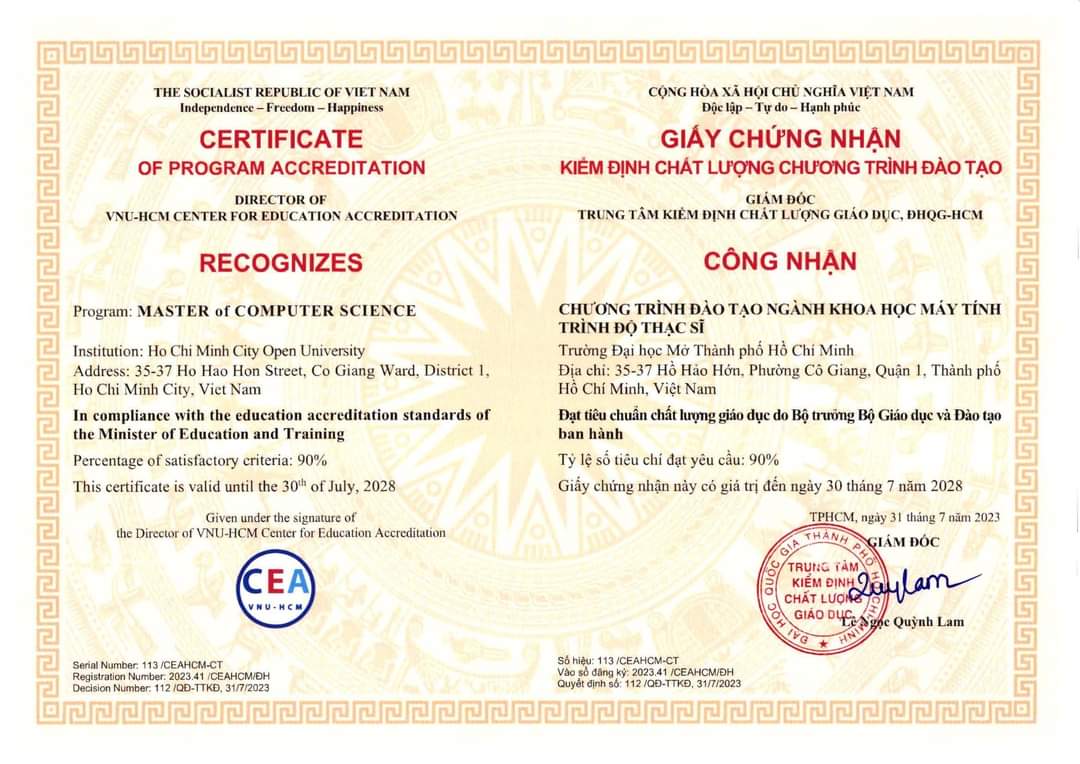 THE SOCIALIST REPUBLIC OF VIET NAM
Independence – Freedom – Happiness
CERTIFICATE
OF PROGRAM ACCREDITATION
DIRECTOR OF
VNU-HCM CENTER FOR EDUCATION ACCREDITATION
RECOGNIZES
Program: MASTER of COMPUTER SCIENCE
Institution: Ho Chi Minh City Open University
Address: 35-37 Ho Hao Hon Street, Co Giang Ward, District 1,
Ho Chi Minh City, Viet Nam
In compliance with the education accreditation standards of
the Minister of Education and Training
Percentage of satisfactory criteria: 90%
This certificate is valid until the 30th of July, 2028
Given under the signature of
the Director of VNU-HCM Center for Education Accreditation
CEA
VNU-HCM
Serial Number: 113 /CEAHCM-CT
Registration Number: 2023.41 /CEAHCM/ĐH
Decision Number: 112 /QĐ-TTKĐ, 31/7/2023
CỘNG HÒA XÃ HỘI CHỦ NGHĨA VIỆT NAM
Độc lập – Tự do – Hạnh phúc
GIẤY CHỨNG NHẬN
KIỂM ĐỊNH CHẤT LƯỢNG CHƯƠNG TRÌNH ĐÀO TẠO
GIÁM ĐỐC
TRUNG TÂM KIỂM ĐỊNH CHẤT LƯỢNG GIÁO DỤC, ĐHQG-HCM
CÔNG NHẬN
CHƯƠNG TRÌNH ĐÀO TẠO NGÀNH KHOA HỌC MÁY TÍNH
TRÌNH ĐỘ THẠC SĨ
Trường Đại học Mở Thành phố Hồ Chí Minh
Địa chỉ: 35-37 Hồ Hảo Hớn, Phường Cô Giang, Quận 1, Thành phố
Hồ Chí Minh, Việt Nam
Đạt tiêu chuẩn chất lượng giáo dục do Bộ trưởng Bộ Giáo dục và Đào tạo
ban hành
Tỷ lệ số tiêu chí đạt yêu cầu: 90%
Giấy chứng nhận này có giá trị đến ngày 30 tháng 7 năm 2028
TPHCM, ngày 31 tháng 7 năm 2023
GIÁM ĐỐC
ĐẠI HỌC QUỐC GIA THÀNH PHỐ HỒ CHÍ MINH
TRUNG TÂM
KIỂM ĐỊNH
CHẤT LƯỢNG
GIÁO DỤC
Quylam
Lê Ngọc Quỳnh Lam
Số hiệu: 113 /CEAHCM-CT
Vào sổ đăng ký: 2023.41 /CEAHCM/ĐH
Quyết định số: 112 /QĐ-TTKĐ, 31/7/2023